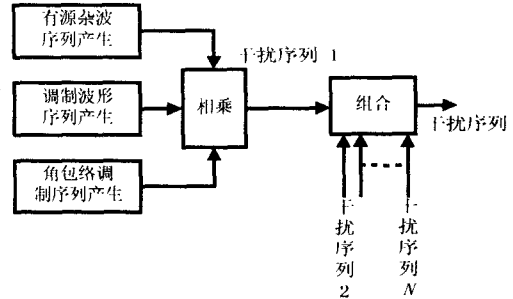 有源杂波
序列产生
调制波形
序列产生
角包络调
制序列产生
相乘
干扰序列 1
组合
干扰序列
干扰序列2
干扰序列N